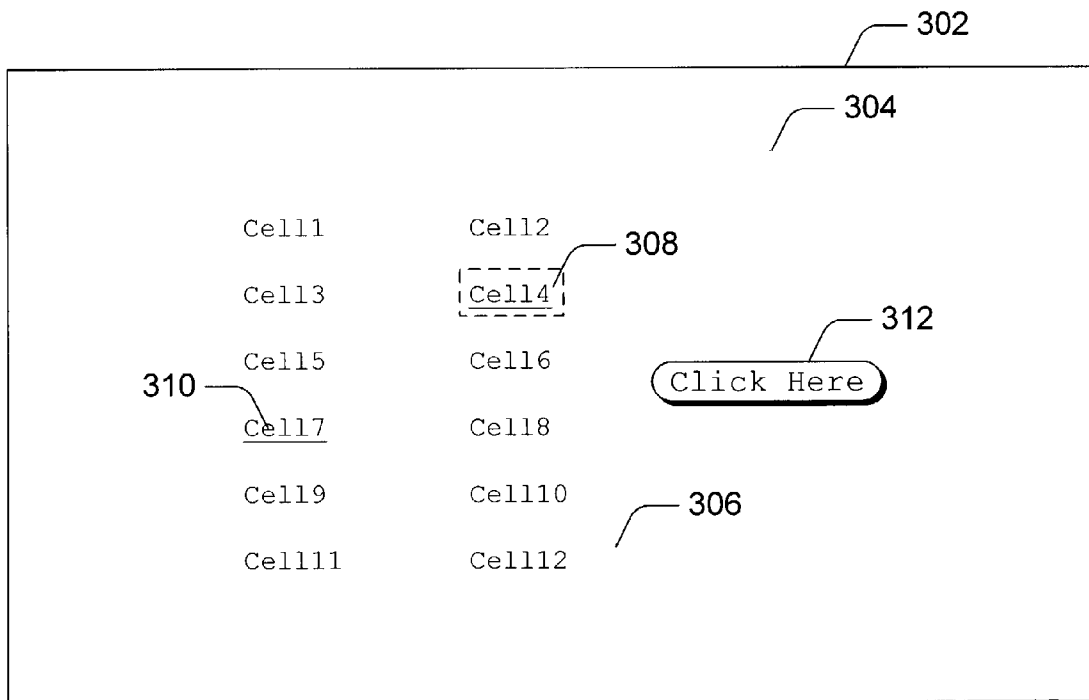 302
304
Cell1 Cell2
308
Cell3 Cell4
312
Cell5 Cell6
Click Here
310
Cell7 Cell8
Cell9 Cell10
306
Cell11 Cell12